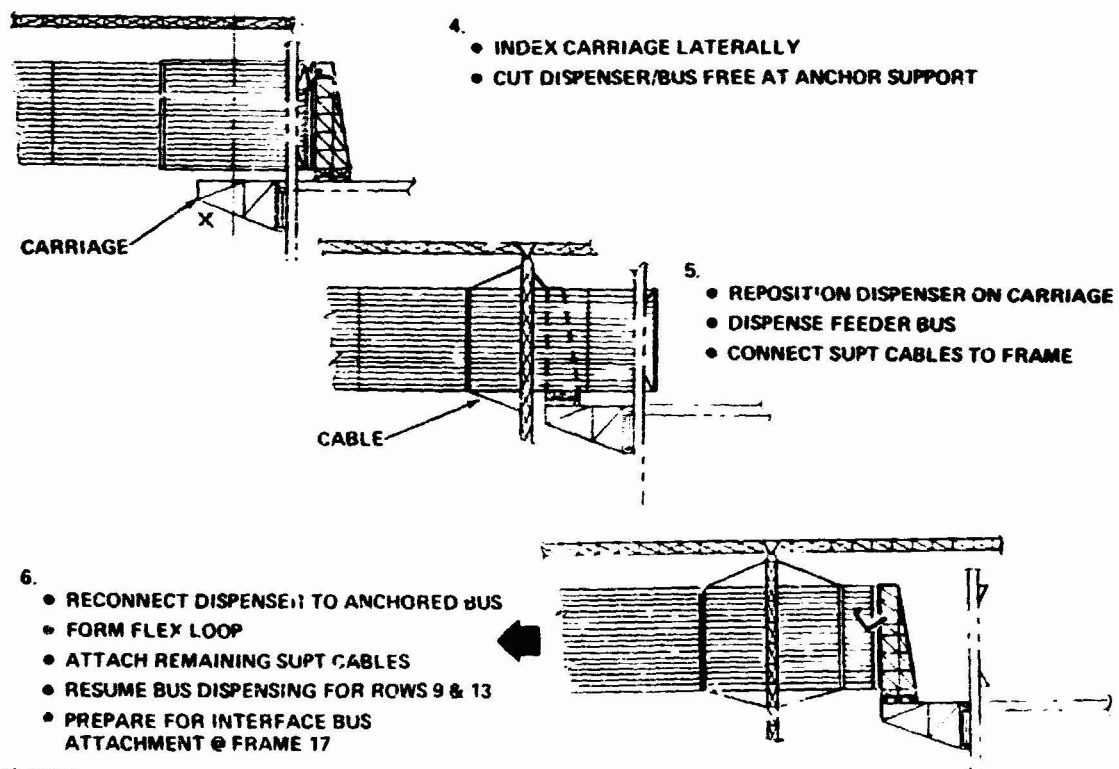 4.
• INDEX CARRIAGE LATERALLY
• CUT DISPENSER/BUS FREE AT ANCHOR SUPPORT
X
CARRIAGE
5.
• REPOSITION DISPENSER ON CARRIAGE
• DISPENSE FEEDER BUS
• CONNECT SUPT CABLES TO FRAME
CABLE
6.
• RECONNECT DISPENSER TO ANCHORED BUS
• FORM FLEX LOOP
• ATTACH REMAINING SUPT CABLES
• RESUME BUS DISPENSING FOR ROWS 9 & 13
• PREPARE FOR INTERFACE BUS
ATTACHMENT @ FRAME 17